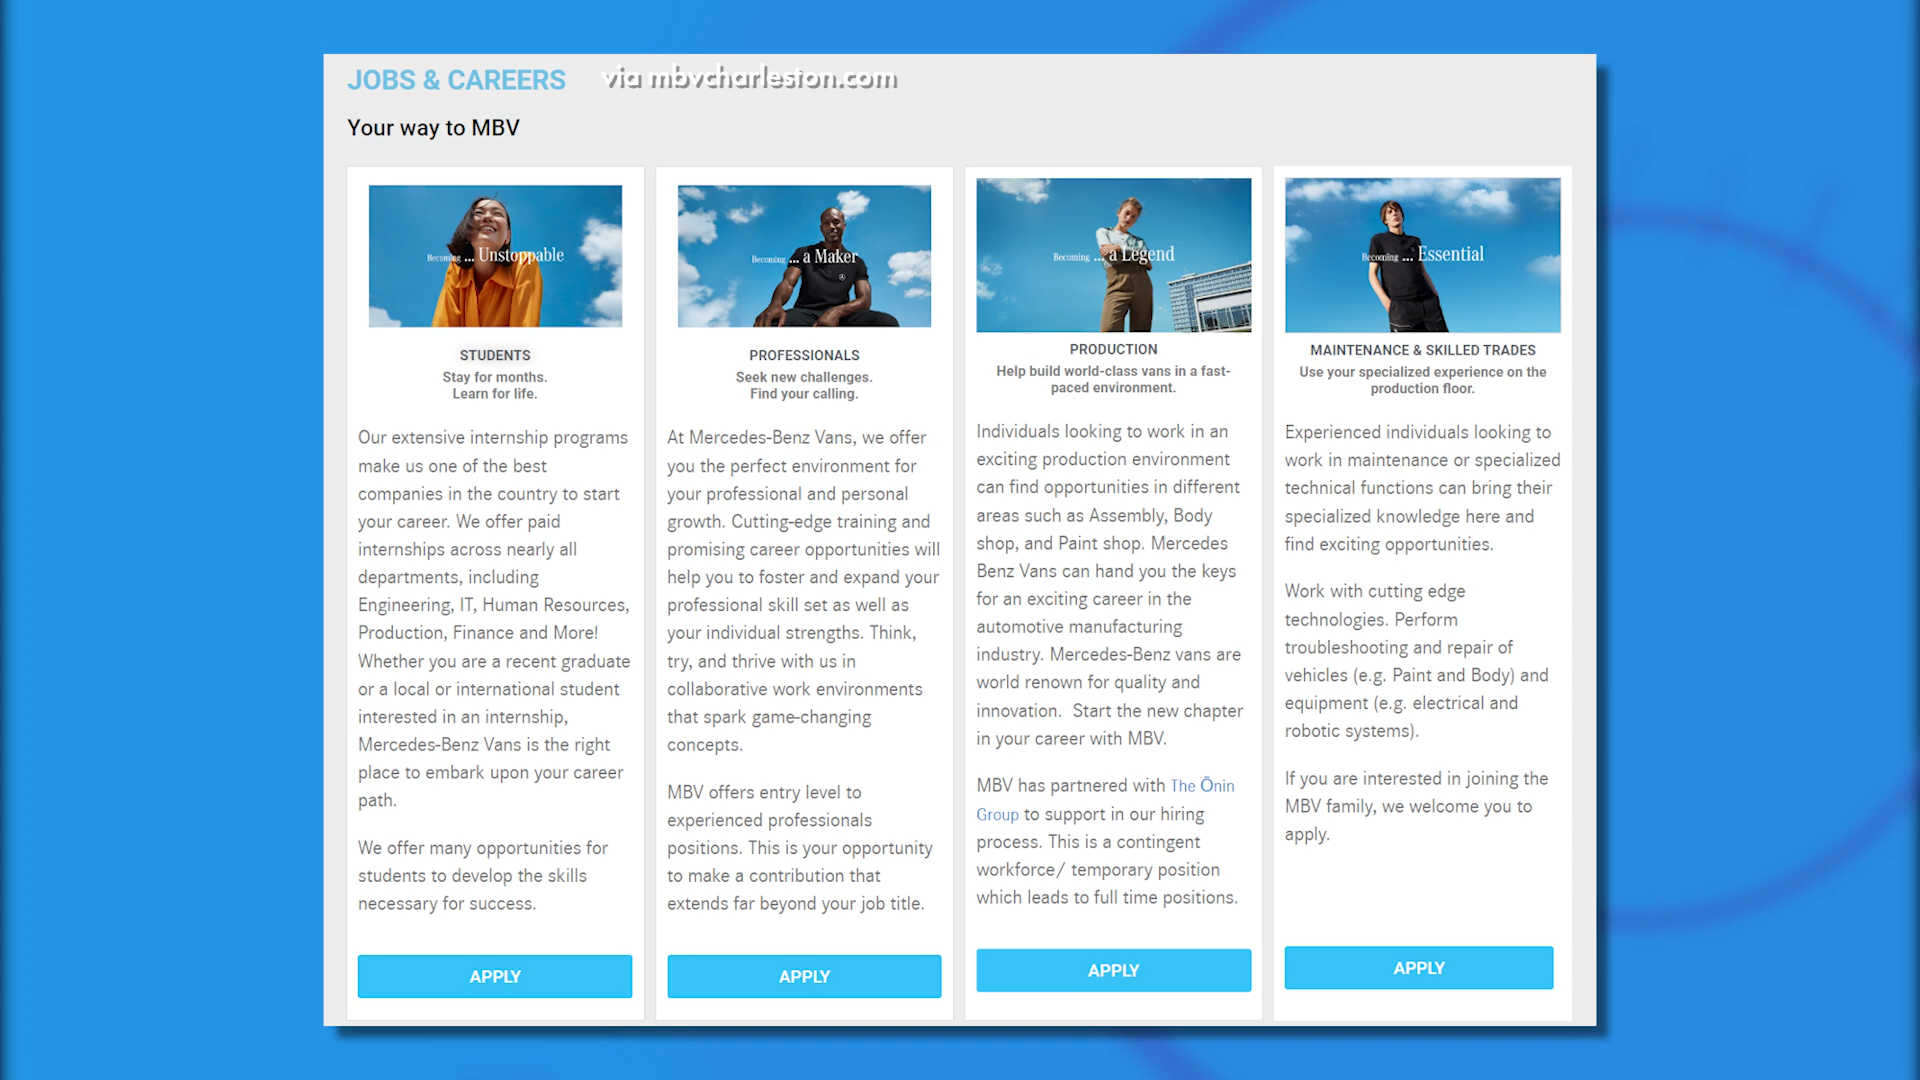 JOBS & CAREERS
via mbvcharleston.com
Your way to MBV
Becoming ... Unstoppable
STUDENTS
Stay for months.
Learn for life.
Our extensive internship programs
make us one of the best
companies in the country to start
your career. We offer paid
internships across nearly all
departments, including
Engineering, IT, Human Resources,
Production, Finance and More!
Whether you are a recent graduate
or a local or international student
interested in an internship,
Mercedes-Benz Vans is the right
place to embark upon your career
path.
We offer many opportunities for
students to develop the skills
necessary for success.
APPLY
Becoming ... a Maker
PROFESSIONALS
Seek new challenges.
Find your calling.
At Mercedes-Benz Vans, we offer
you the perfect environment for
your professional and personal
growth. Cutting-edge training and
promising career opportunities will
help you to foster and expand your
professional skill set as well as
your individual strengths. Think,
try, and thrive with us in
collaborative work environments
that spark game-changing
concepts.
MBV offers entry level to
experienced professionals
positions. This is your opportunity
to make a contribution that
extends far beyond your job title.
APPLY
Becoming ... a Legend
PRODUCTION
Help build world-class vans in a fast-
paced environment.
Individuals looking to work in an
exciting production environment
can find opportunities in different
areas such as Assembly, Body
shop, and Paint shop. Mercedes
Benz Vans can hand you the keys
for an exciting career in the
automotive manufacturing
industry. Mercedes-Benz vans are
world renown for quality and
innovation.  Start the new chapter
in your career with MBV.
MBV has partnered with The Ōnin
Group to support in our hiring
process. This is a contingent
workforce/ temporary position
which leads to full time positions.
APPLY
Becoming ... Essential
MAINTENANCE & SKILLED TRADES
Use your specialized experience on the
production floor.
Experienced individuals looking to
work in maintenance or specialized
technical functions can bring their
specialized knowledge here and
find exciting opportunities.
Work with cutting edge
technologies. Perform
troubleshooting and repair of
vehicles (e.g. Paint and Body) and
equipment (e.g. electrical and
robotic systems).
If you are interested in joining the
MBV family, we welcome you to
apply.
APPLY